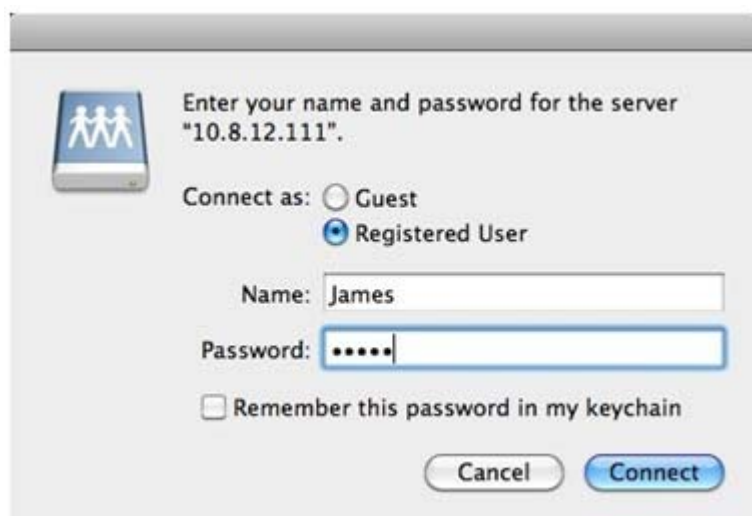 Enter your name and password for the server
"10.8.12.111".
Connect as: Guest
Registered User
Name: James
Password: •••••
Remember this password in my keychain
Cancel Connect